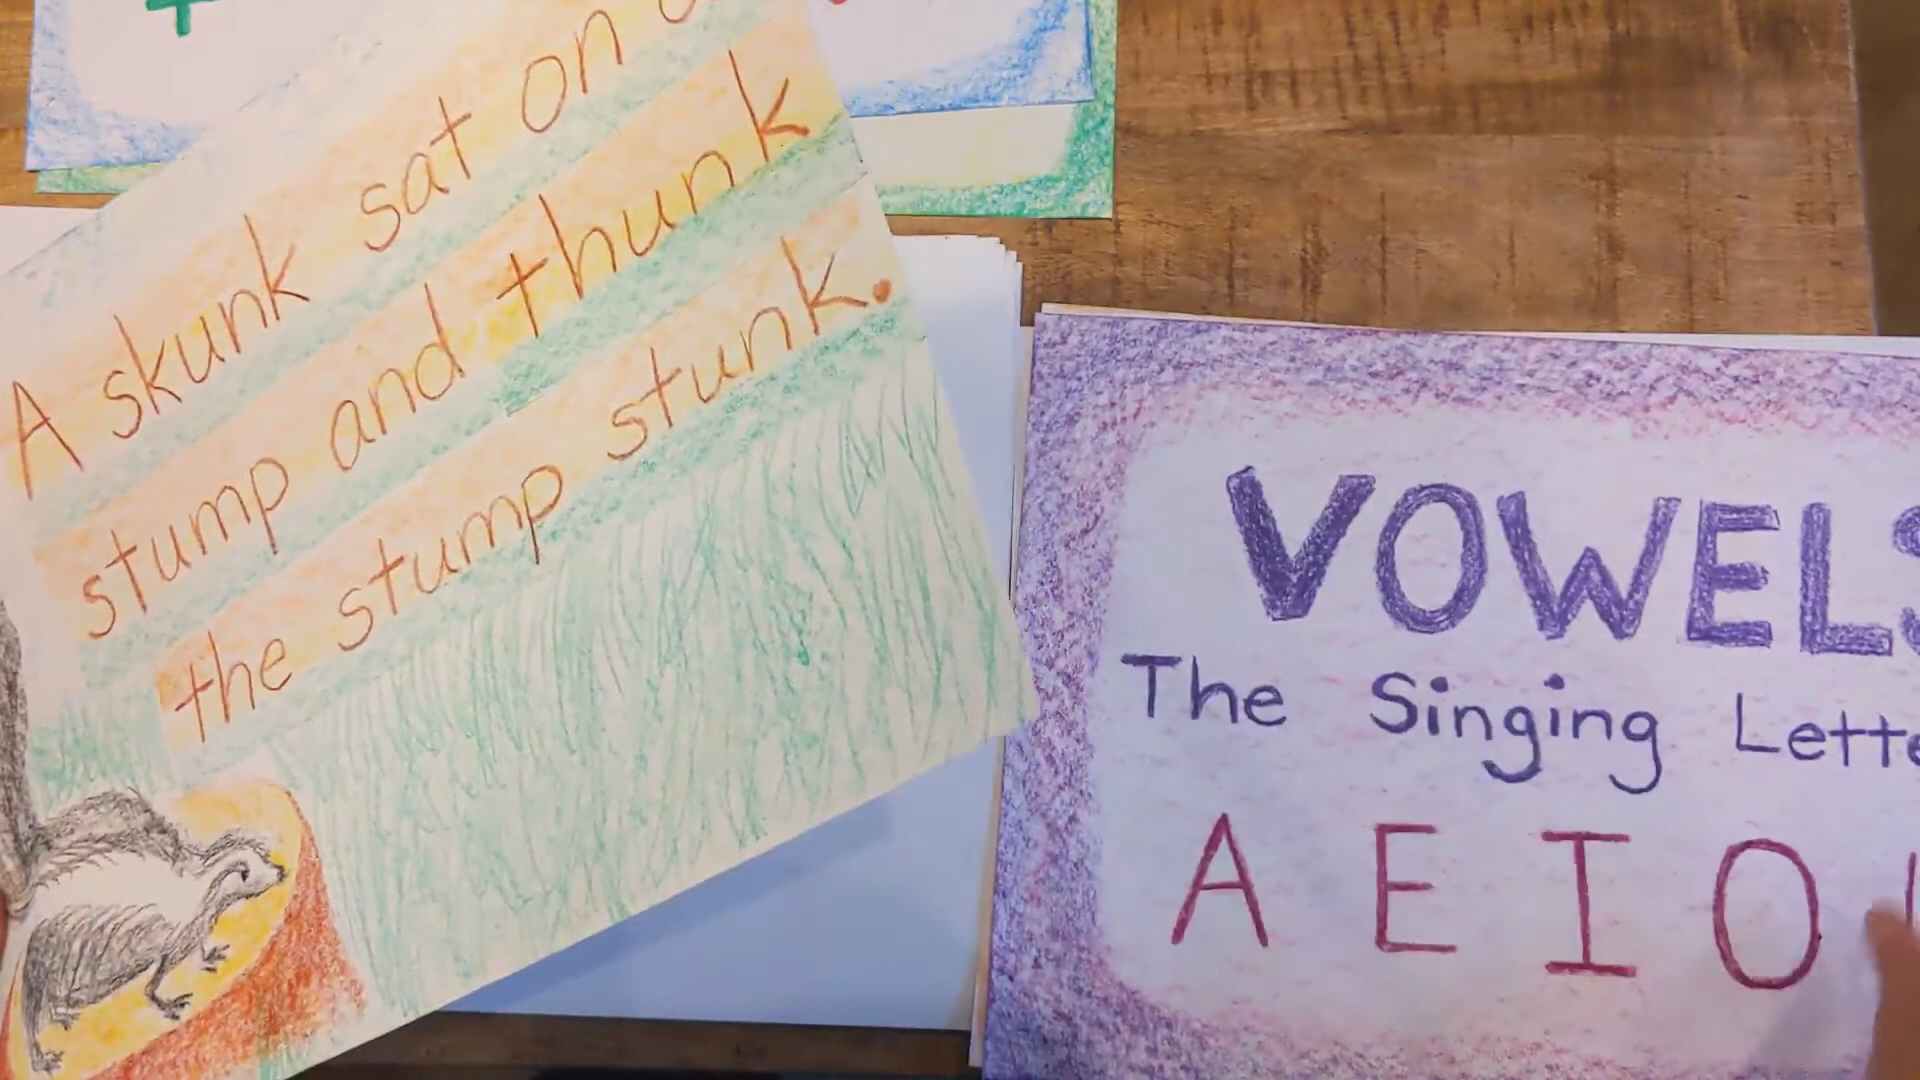 A skunk sat on a
stump and thunk
the stump stunk.
VOWELS
The Singing Lette
A E I O